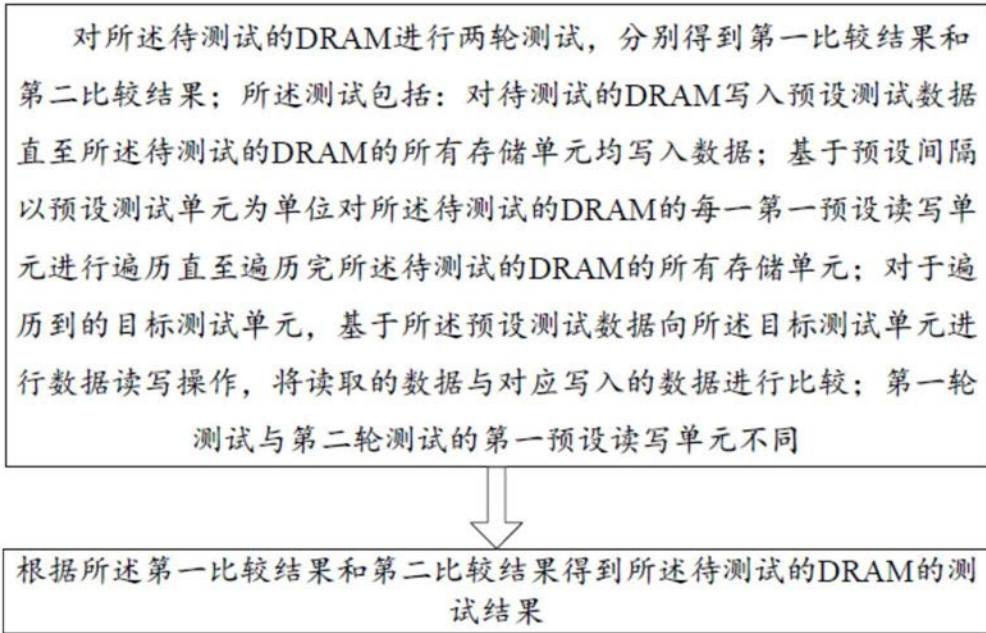 对所述待测试的DRAM进行两轮测试，分别得到第一比较结果和
第二比较结果；所述测试包括：对待测试的DRAM写入预设测试数据
直至所述待测试的DRAM的所有存储单元均写入数据；基于预设间隔
以预设测试单元为单位对所述待测试的DRAM的每一第一预设读写单
元进行遍历直至遍历完所述待测试的DRAM的所有存储单元；对于遍
历到的目标测试单元，基于所述预设测试数据向所述目标测试单元进
行数据读写操作，将读取的数据与对应写入的数据进行比较；第一轮
测试与第二轮测试的第一预设读写单元不同
根据所述第一比较结果和第二比较结果得到所述待测试的DRAM的测
试结果